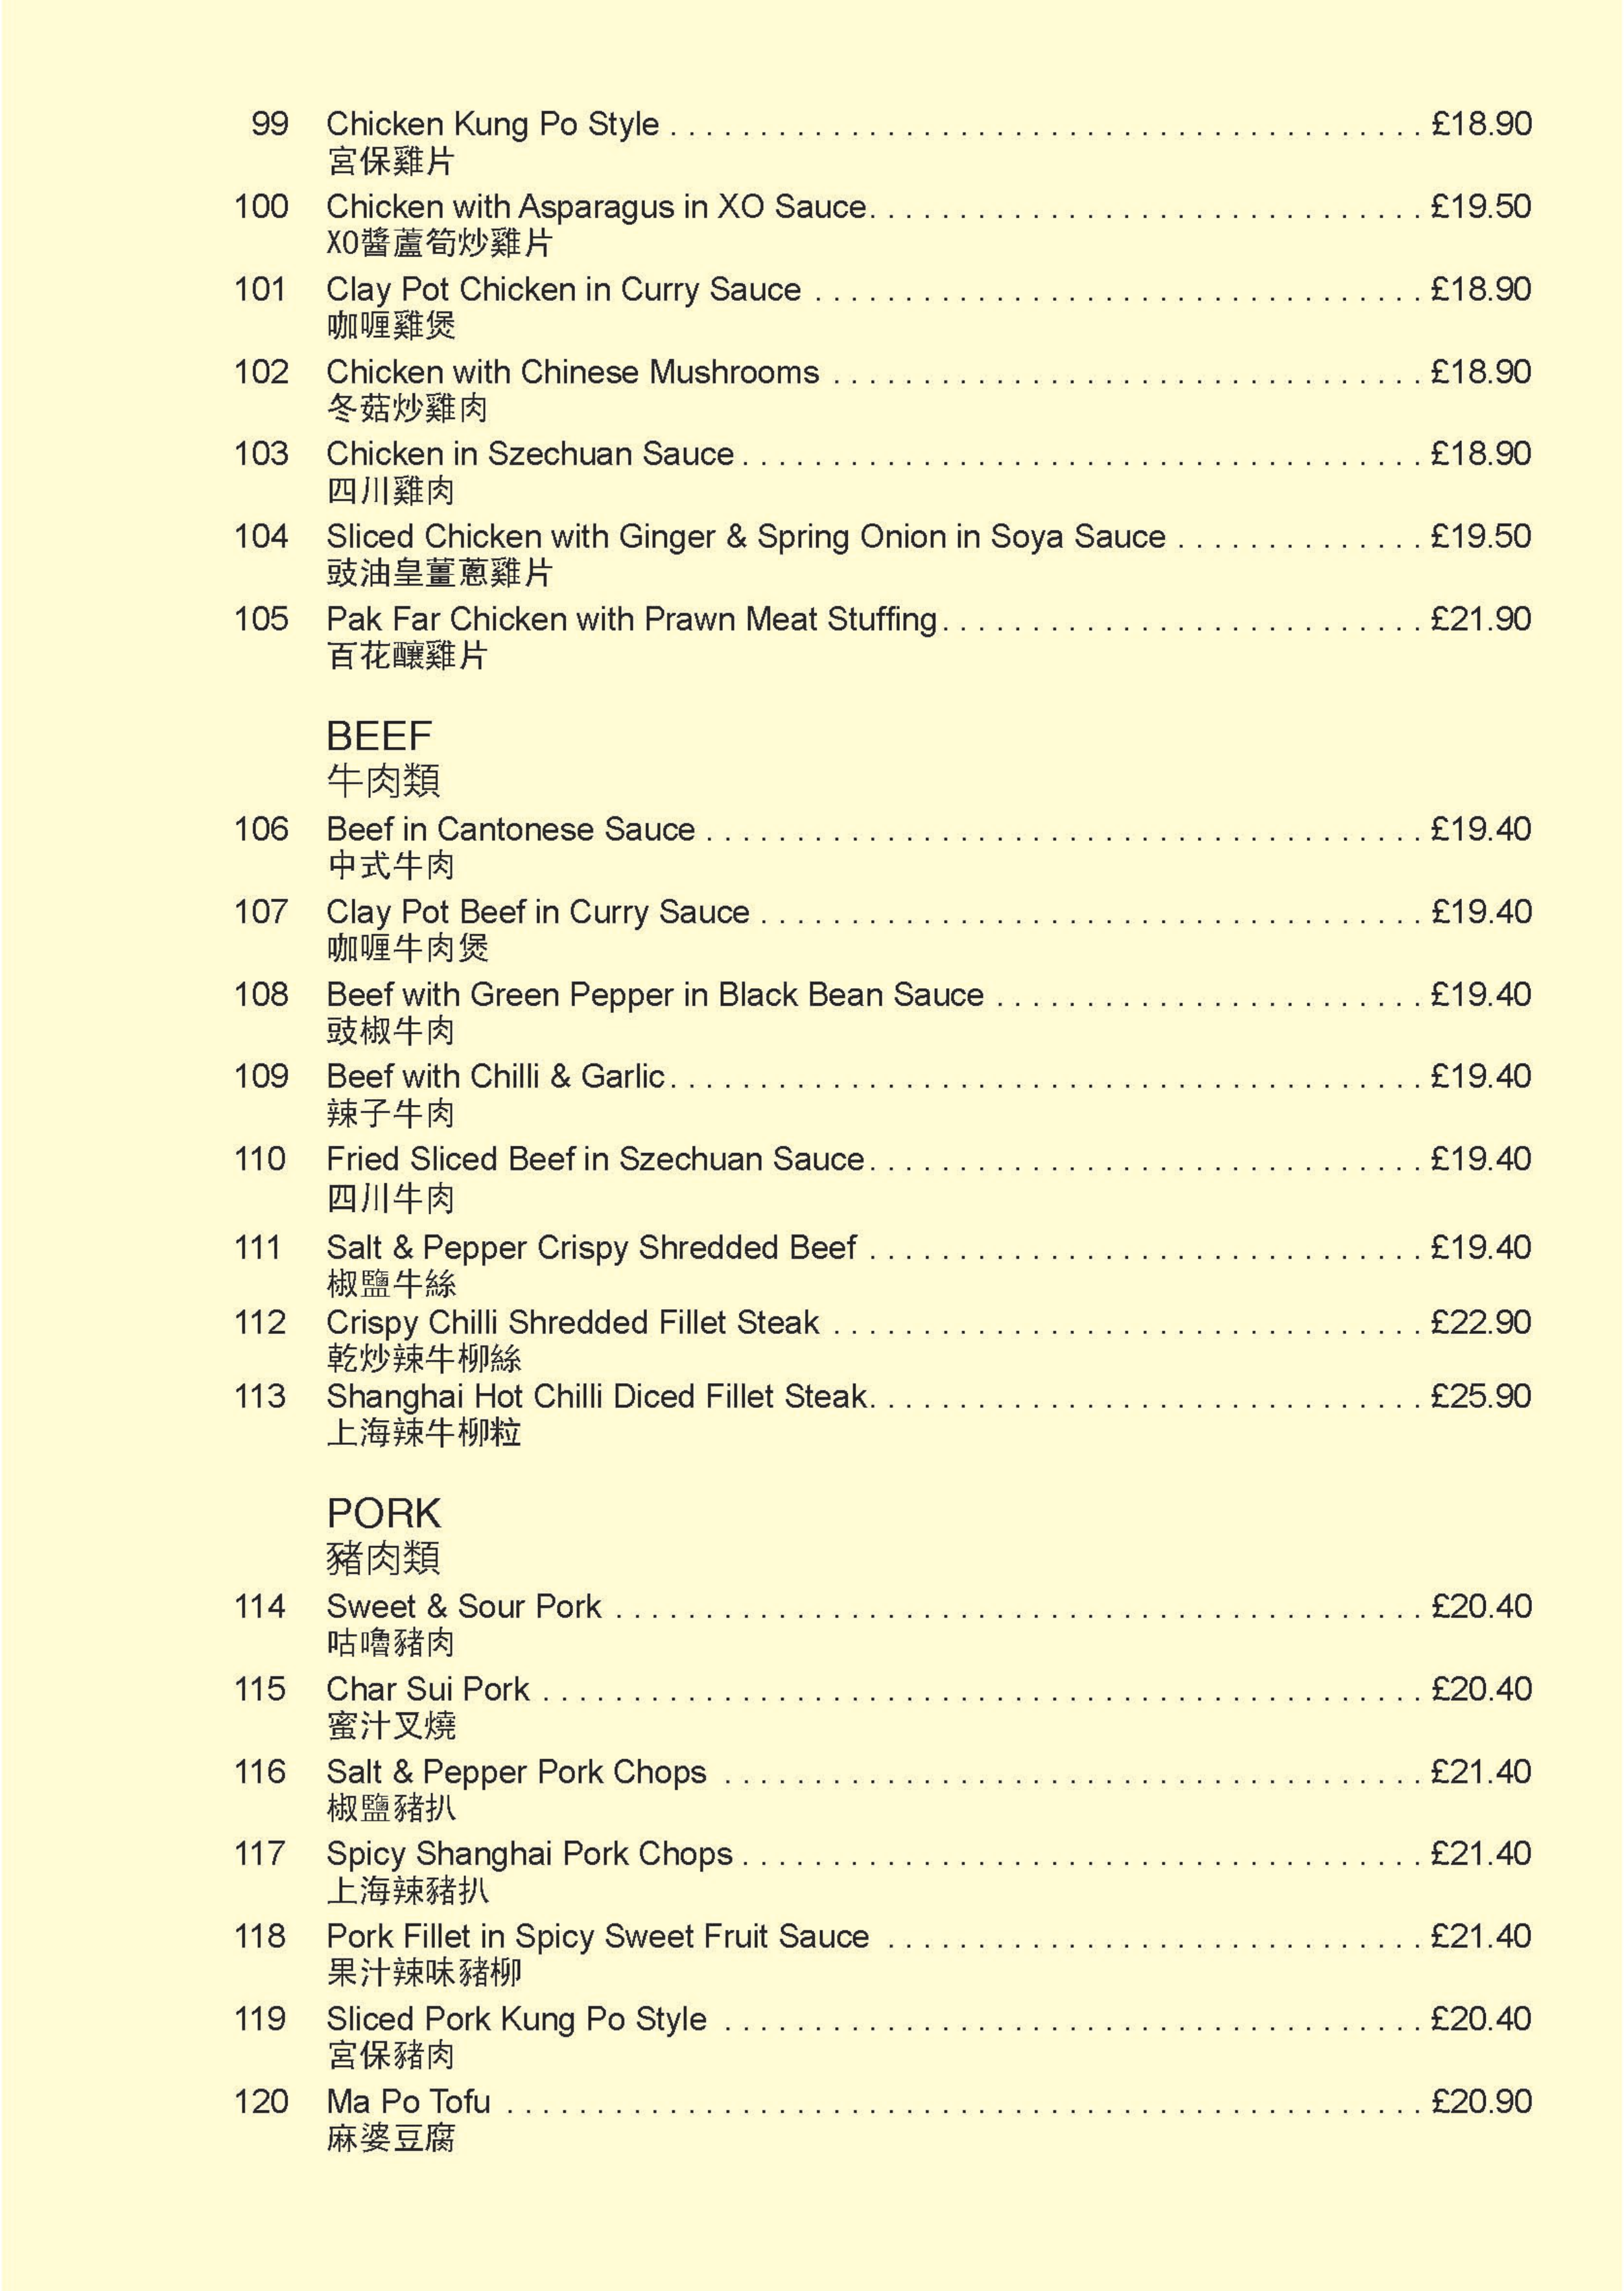 99 Chicken Kung Po Style . . . . . . . . . . . . . . . . . . . . . . . . . . . . . . . . . . . . . . . . . . £18.90
宮保雞片
100 Chicken with Asparagus in XO Sauce. . . . . . . . . . . . . . . . . . . . . . . . . . . . . . . £19.50
XO醬蘆筍炒雞片
101 Clay Pot Chicken in Curry Sauce . . . . . . . . . . . . . . . . . . . . . . . . . . . . . . . . . . £18.90
咖喱雞煲
102 Chicken with Chinese Mushrooms . . . . . . . . . . . . . . . . . . . . . . . . . . . . . . . . . £18.90
冬菇炒雞肉
103 Chicken in Szechuan Sauce . . . . . . . . . . . . . . . . . . . . . . . . . . . . . . . . . . . . . . £18.90
四川雞肉
104 Sliced Chicken with Ginger & Spring Onion in Soya Sauce . . . . . . . . . . . . . . £19.50
豉油皇薑蔥雞片
105 Pak Far Chicken with Prawn Meat Stuffing. . . . . . . . . . . . . . . . . . . . . . . . . . . £21.90
百花釀雞片
BEEF
牛肉類
106 Beef in Cantonese Sauce . . . . . . . . . . . . . . . . . . . . . . . . . . . . . . . . . . . . . . . . £19.40
中式牛肉
107 Clay Pot Beef in Curry Sauce . . . . . . . . . . . . . . . . . . . . . . . . . . . . . . . . . . . . . £19.40
咖喱牛肉煲
108 Beef with Green Pepper in Black Bean Sauce . . . . . . . . . . . . . . . . . . . . . . . . £19.40
豉椒牛肉
109 Beef with Chilli & Garlic. . . . . . . . . . . . . . . . . . . . . . . . . . . . . . . . . . . . . . . . . . £19.40
辣子牛肉
110 Fried Sliced Beef in Szechuan Sauce. . . . . . . . . . . . . . . . . . . . . . . . . . . . . . . £19.40
四川牛肉
111 Salt & Pepper Crispy Shredded Beef . . . . . . . . . . . . . . . . . . . . . . . . . . . . . . . £19.40
椒鹽牛絲
112 Crispy Chilli Shredded Fillet Steak . . . . . . . . . . . . . . . . . . . . . . . . . . . . . . . . . £22.90
乾炒辣牛柳絲
113 Shanghai Hot Chilli Diced Fillet Steak. . . . . . . . . . . . . . . . . . . . . . . . . . . . . . . £25.90
上海辣牛柳粒
PORK
豬肉類
114 Sweet & Sour Pork . . . . . . . . . . . . . . . . . . . . . . . . . . . . . . . . . . . . . . . . . . . . . £20.40
咕嚕豬肉
115 Char Sui Pork . . . . . . . . . . . . . . . . . . . . . . . . . . . . . . . . . . . . . . . . . . . . . . . . . £20.40
蜜汁叉燒
116 Salt & Pepper Pork Chops . . . . . . . . . . . . . . . . . . . . . . . . . . . . . . . . . . . . . . . £21.40
椒鹽豬扒
117 Spicy Shanghai Pork Chops . . . . . . . . . . . . . . . . . . . . . . . . . . . . . . . . . . . . . . £21.40
上海辣豬扒
118 Pork Fillet in Spicy Sweet Fruit Sauce . . . . . . . . . . . . . . . . . . . . . . . . . . . . . . £21.40
果汁辣味豬柳
119 Sliced Pork Kung Po Style . . . . . . . . . . . . . . . . . . . . . . . . . . . . . . . . . . . . . . . £20.40
宮保豬肉
120 Ma Po Tofu . . . . . . . . . . . . . . . . . . . . . . . . . . . . . . . . . . . . . . . . . . . . . . . . . . . £20.90
麻婆豆腐